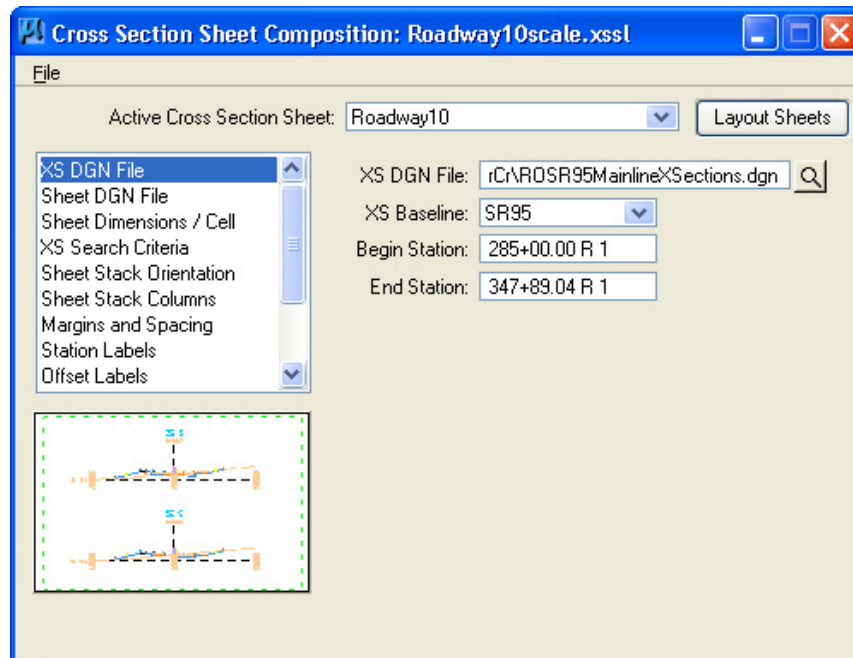 Cross Section Sheet Composition: Roadway10scale.xssl
File
Active Cross Section Sheet: Roadway10 Layout Sheets
XS DGN File
Sheet DGN File
Sheet Dimensions / Cell
XS Search Criteria
Sheet Stack Orientation
Sheet Stack Columns
Margins and Spacing
Station Labels
Offset Labels
XS DGN File: rCr\ROSR95MainlineXSections.dgn
XS Baseline: SR95
Begin Station: 285+00.00 R 1
End Station: 347+89.04 R 1